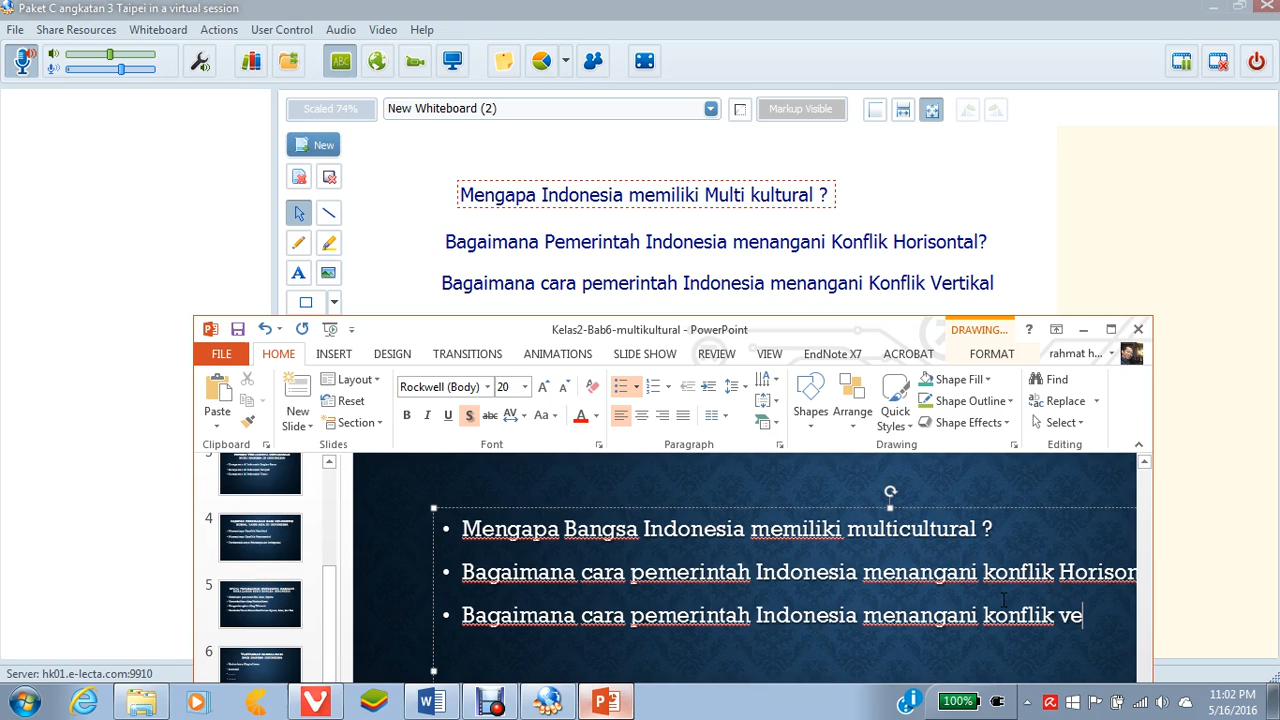 Paket C angkatan 3 Taipei in a virtual session
File Share Resources Whiteboard Actions User Control Audio Video Help
ABC
Scaled 74% New Whiteboard (2) Markup Visible
New
Mengapa Indonesia memiliki Multi kultural ?
Bagaimana Pemerintah Indonesia menangani Konflik Horisontal?
Bagaimana cara pemerintah Indonesia menangani Konflik Vertikal
A
Kelas2-Bab6-multikultural - PowerPoint DRAWING... ?
FILE HOME INSERT DESIGN TRANSITIONS ANIMATIONS SLIDE SHOW REVIEW VIEW EndNote X7 ACROBAT FORMAT rahmat h...
Paste New Slide Layout Reset Section
Rockwell (Body) 20
B I U S abc AV Aa A
Shapes Arrange Quick Styles
Shape Fill Shape Outline Shape Effects
Find Replace Select
Clipboard Slides Font Paragraph Drawing Editing
4
5
6
• Mengapa Bangsa Indonesia memiliki multicultural ?
• Bagaimana cara pemerintah Indonesia menangani konflik Horison
• Bagaimana cara pemerintah Indonesia menangani konflik ve
Server: hk01.e-lecta.com:9910
100%
11:02 PM
5/16/2016